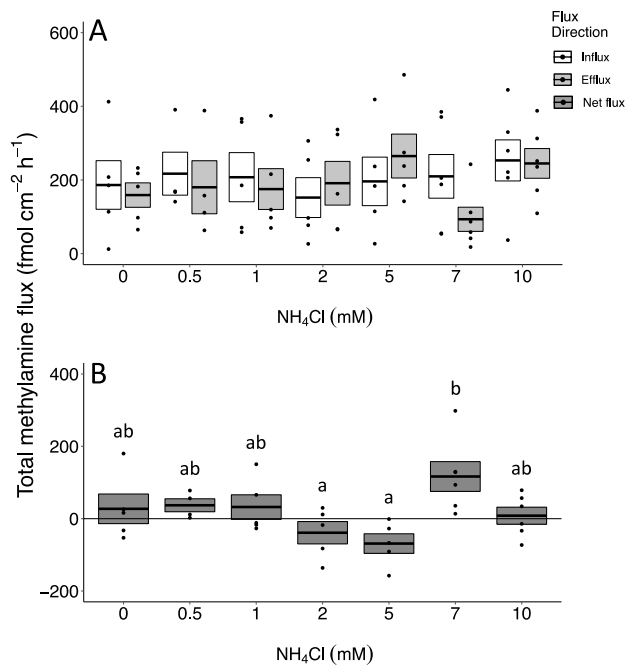 A
Flux
Direction
Influx
Efflux
Net flux
600
400
200
0
0 0.5 1 2 5 7 10
NH₄Cl (mM)
Total methylamine flux (fmol cm⁻² h⁻¹)
B
400
200
0
−200
ab ab ab a a b ab
0 0.5 1 2 5 7 10
NH₄Cl (mM)